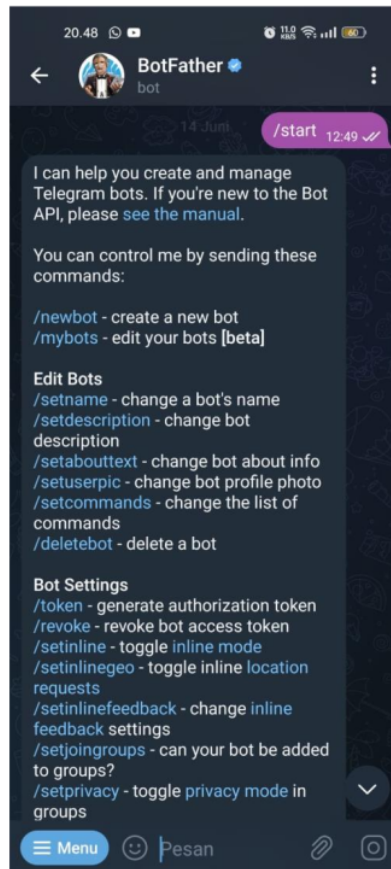 20.48
11.0
KB/S
60
BotFather
bot
14 Juni
/start 12:49
I can help you create and manage
Telegram bots. If you're new to the Bot
API, please see the manual.
You can control me by sending these
commands:
/newbot - create a new bot
/mybots - edit your bots [beta]
Edit Bots
/setname - change a bot's name
/setdescription - change bot
description
/setabouttext - change bot about info
/setuserpic - change bot profile photo
/setcommands - change the list of
commands
/deletebot - delete a bot
Bot Settings
/token - generate authorization token
/revoke - revoke bot access token
/setinline - toggle inline mode
/setinlinegeo - toggle inline location
requests
/setinlinefeedback - change inline
feedback settings
/setjoingroups - can your bot be added
to groups?
/setprivacy - toggle privacy mode in
groups
Menu
Pesan